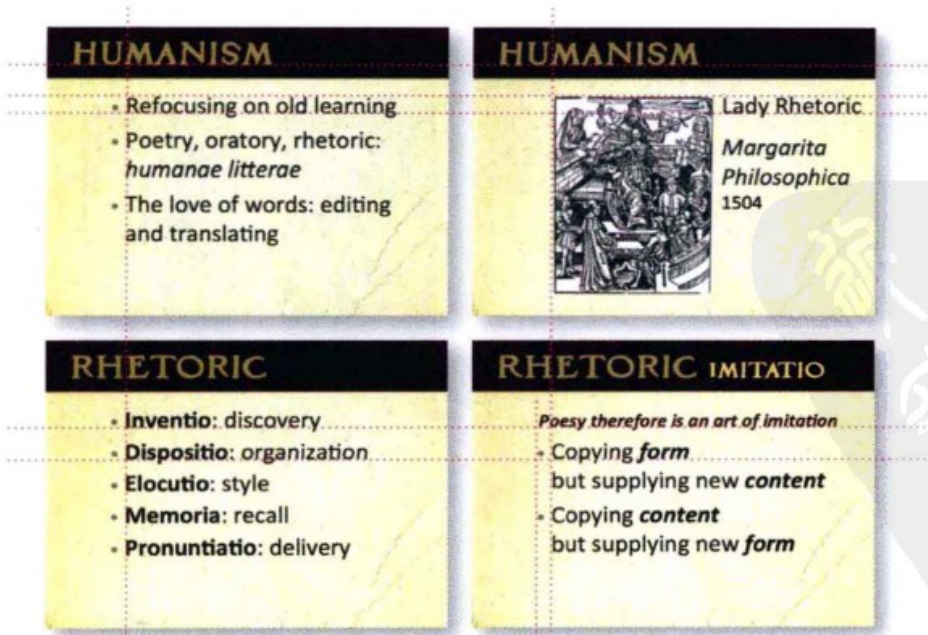 HUMANISM
• Refocusing on old learning
• Poetry, oratory, rhetoric:
humanae litterae
• The love of words: editing
and translating
HUMANISM
Lady Rhetoric
Margarita
Philosophica
1504
RHETORIC
• Inventio: discovery
• Dispositio: organization
• Elocutio: style
• Memoria: recall
• Pronuntiatio: delivery
RHETORIC IMITATIO
Poesy therefore is an art of imitation
• Copying form
but supplying new content
• Copying content
but supplying new form